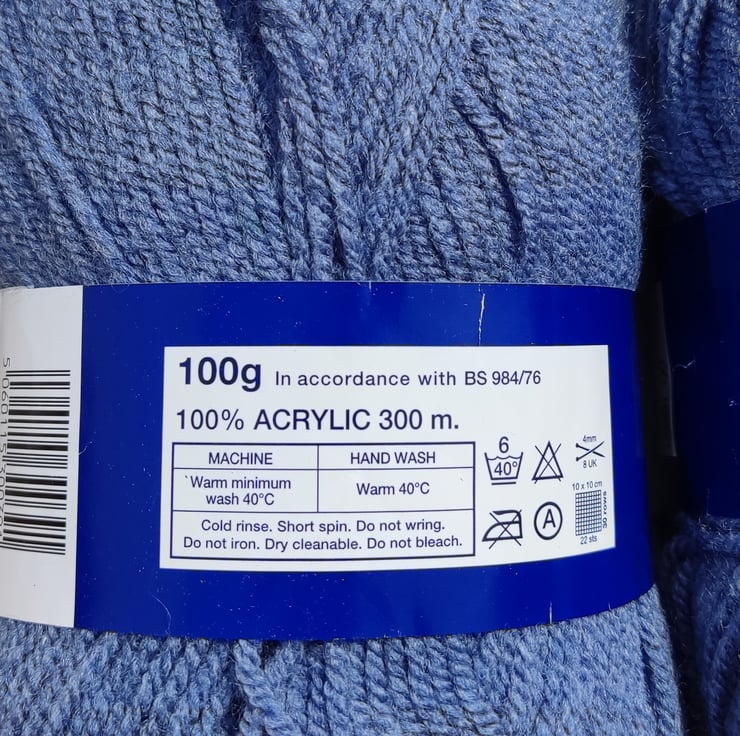 100g In accordance with BS 984/76
100% ACRYLIC 300 m.
MACHINE
HAND WASH
Warm minimum
wash 40°C
Warm 40°C
Cold rinse. Short spin. Do not wring.
Do not iron. Dry cleanable. Do not bleach.
6
40°
4mm
8 UK
A
10 x 10 cm
30 rows
22 sts